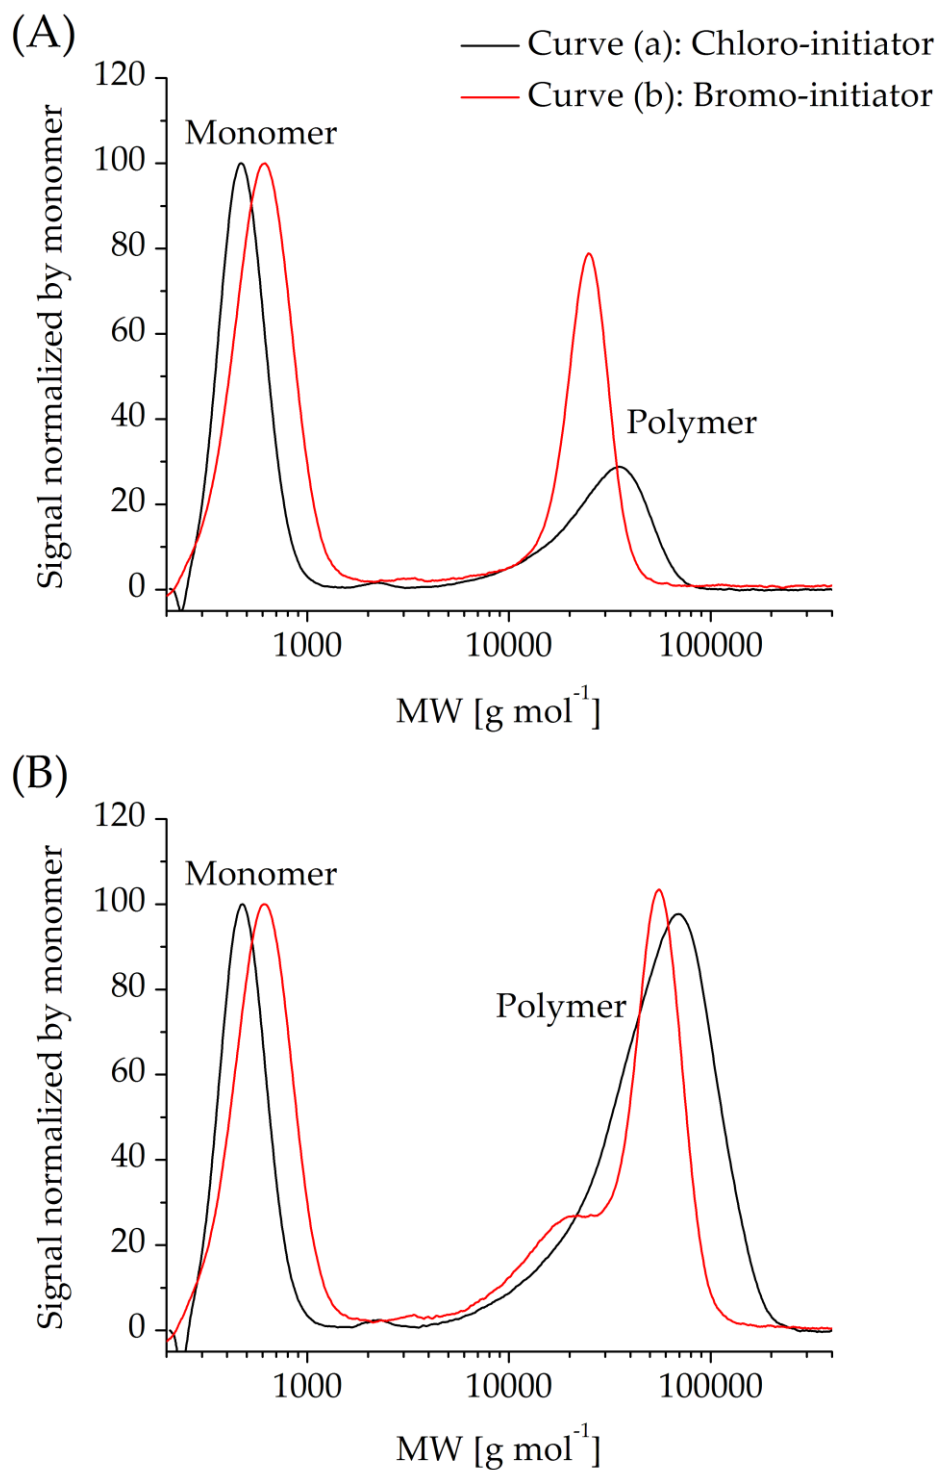 (A)
Curve (a): Chloro-initiator
Curve (b): Bromo-initiator
120
100
80
60
40
20
0
Signal normalized by monomer
Monomer
Polymer
1000
10000
100000
MW [g mol⁻¹]
(B)
120
100
80
60
40
20
0
Signal normalized by monomer
Monomer
Polymer
1000
10000
100000
MW [g mol⁻¹]